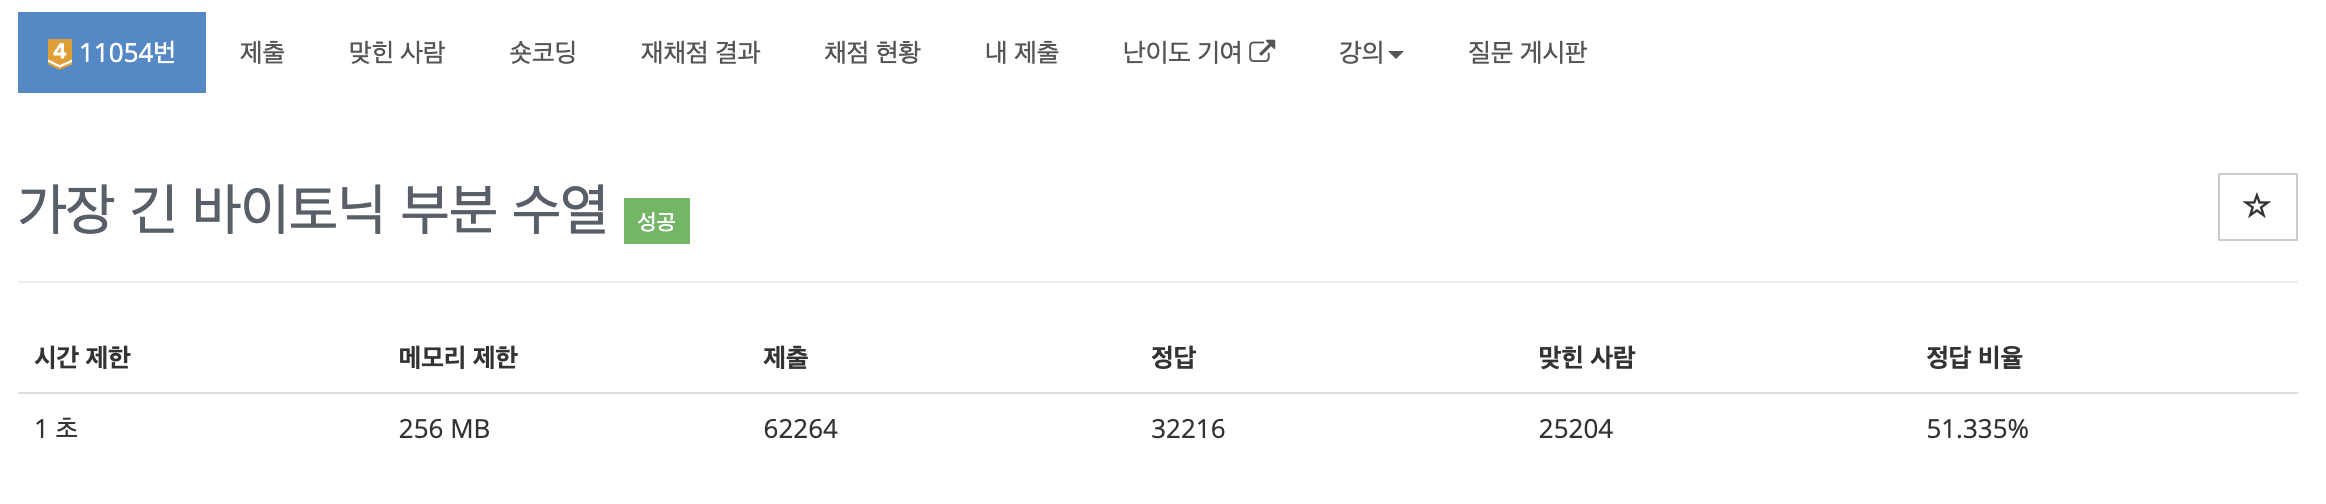 4 11054번 제출 맞힌 사람 숏코딩 재채점 결과 채점 현황 내 제출 난이도 기여 강의 질문 게시판
가장 긴 바이토닉 부분 수열 성공
시간 제한 메모리 제한 제출 정답 맞힌 사람 정답 비율
1 초 256 MB 62264 32216 25204 51.335%